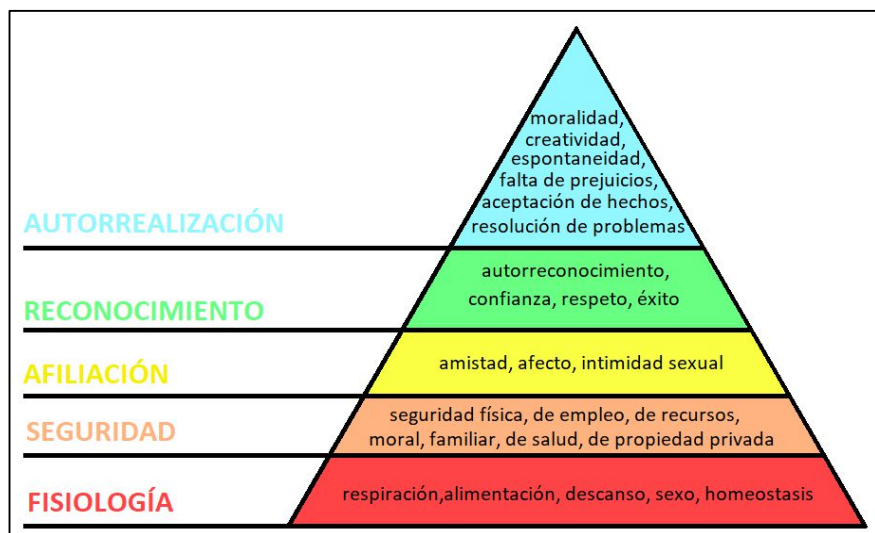 moralidad,
creatividad,
espontaneidad,
falta de prejuicios,
aceptación de hechos,
resolución de problemas
AUTORREALIZACIÓN
autorreconocimiento,
confianza, respeto, éxito
RECONOCIMIENTO
amistad, afecto, intimidad sexual
AFILIACIÓN
seguridad física, de empleo, de recursos,
moral, familiar, de salud, de propiedad privada
SEGURIDAD
respiración,alimentación, descanso, sexo, homeostasis
FISIOLOGÍA